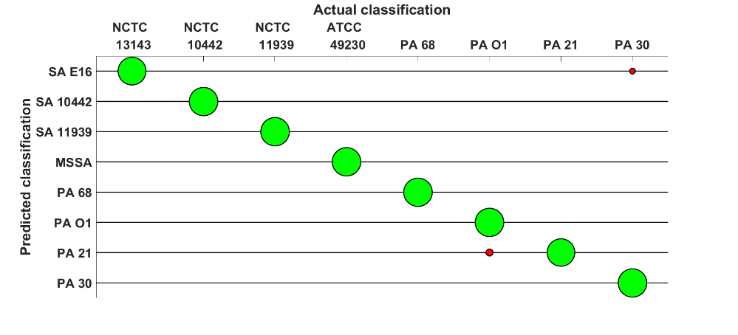 Actual classification
NCTC NCTC NCTC ATCC
13143 10442 11939 49230 PA 68 PA O1 PA 21 PA 30
Predicted classification
SA E16
SA 10442
SA 11939
MSSA
PA 68
PA O1
PA 21
PA 30